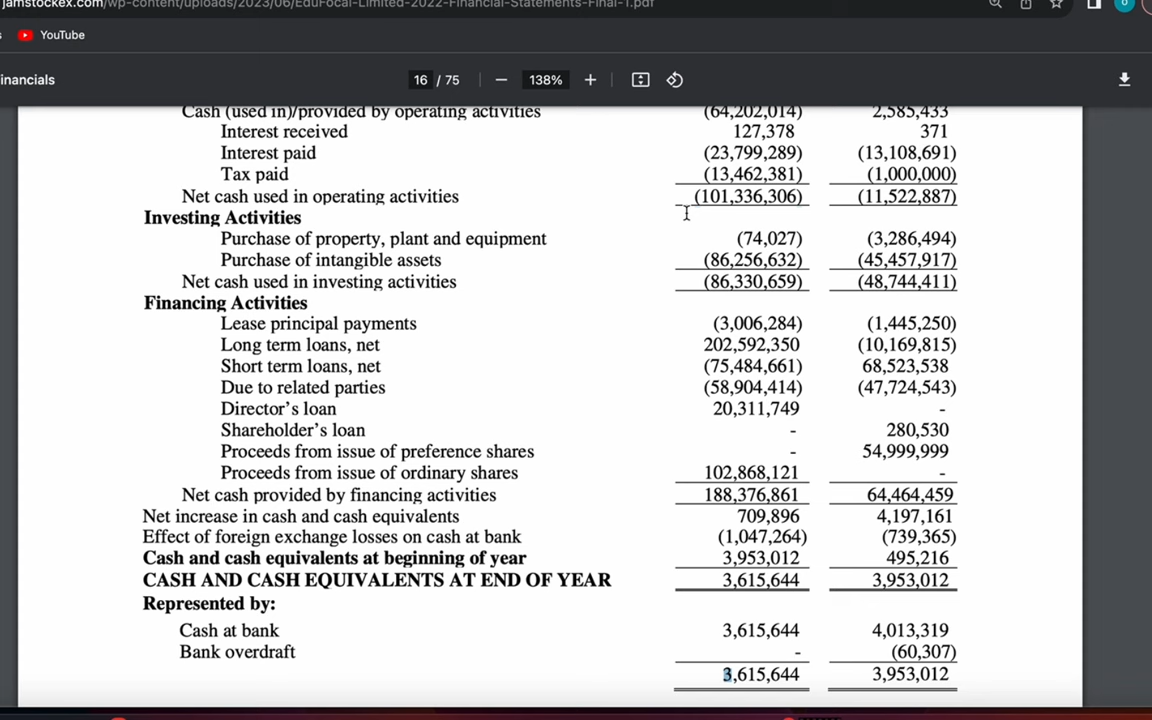 jamstockex.com/wp-content/uploads/2023/06/EduFocal-Limited-2022-Financial-Statements-Final-1.pdf
YouTube
inancials 16 / 75 138%
Cash (used in)/provided by operating activities (64,202,014) 2,585,433
Interest received 127,378 371
Interest paid (23,799,289) (13,108,691)
Tax paid (13,462,381) (1,000,000)
Net cash used in operating activities (101,336,306) (11,522,887)
Investing Activities
Purchase of property, plant and equipment (74,027) (3,286,494)
Purchase of intangible assets (86,256,632) (45,457,917)
Net cash used in investing activities (86,330,659) (48,744,411)
Financing Activities
Lease principal payments (3,006,284) (1,445,250)
Long term loans, net 202,592,350 (10,169,815)
Short term loans, net (75,484,661) 68,523,538
Due to related parties (58,904,414) (47,724,543)
Director's loan 20,311,749 -
Shareholder's loan - 280,530
Proceeds from issue of preference shares - 54,999,999
Proceeds from issue of ordinary shares 102,868,121 -
Net cash provided by financing activities 188,376,861 64,464,459
Net increase in cash and cash equivalents 709,896 4,197,161
Effect of foreign exchange losses on cash at bank (1,047,264) (739,365)
Cash and cash equivalents at beginning of year 3,953,012 495,216
CASH AND CASH EQUIVALENTS AT END OF YEAR 3,615,644 3,953,012
Represented by:
Cash at bank 3,615,644 4,013,319
Bank overdraft - (60,307)
3,615,644 3,953,012